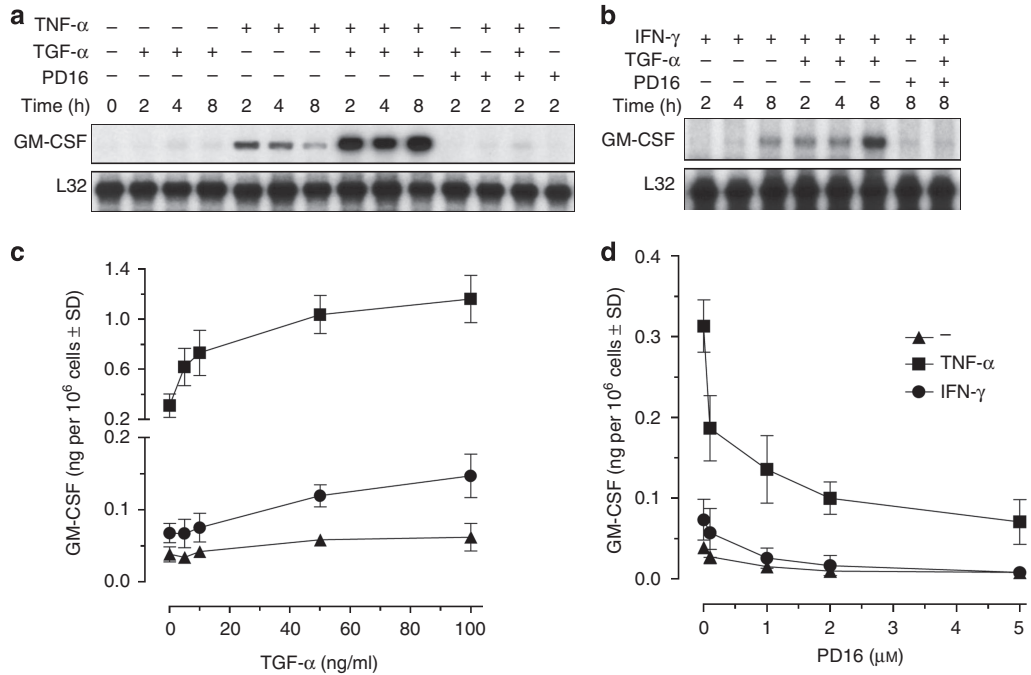 a
TNF-α – – – – + + + + + + – + + –
TGF-α – + + + – – – + + + + – + –
PD16 – – – – – – – – – – + + + +
Time (h) 0 2 4 8 2 4 8 2 4 8 2 2 2 2
GM-CSF
L32
b
IFN-γ + + + + + + + +
TGF-α – – – + + + – +
PD16 – – – – – – + +
Time (h) 2 4 8 2 4 8 8 8
GM-CSF
L32
c
GM-CSF (ng per 10⁶ cells ± SD)
1.4
1.0
0.6
0.2
0.2
0.1
0.0
0 20 40 60 80 100
TGF-α (ng/ml)
d
GM-CSF (ng per 10⁶ cells ± SD)
0.4
0.3
0.2
0.1
0.0
–
TNF-α
IFN-γ
0 1 2 3 4 5
PD16 (μM)